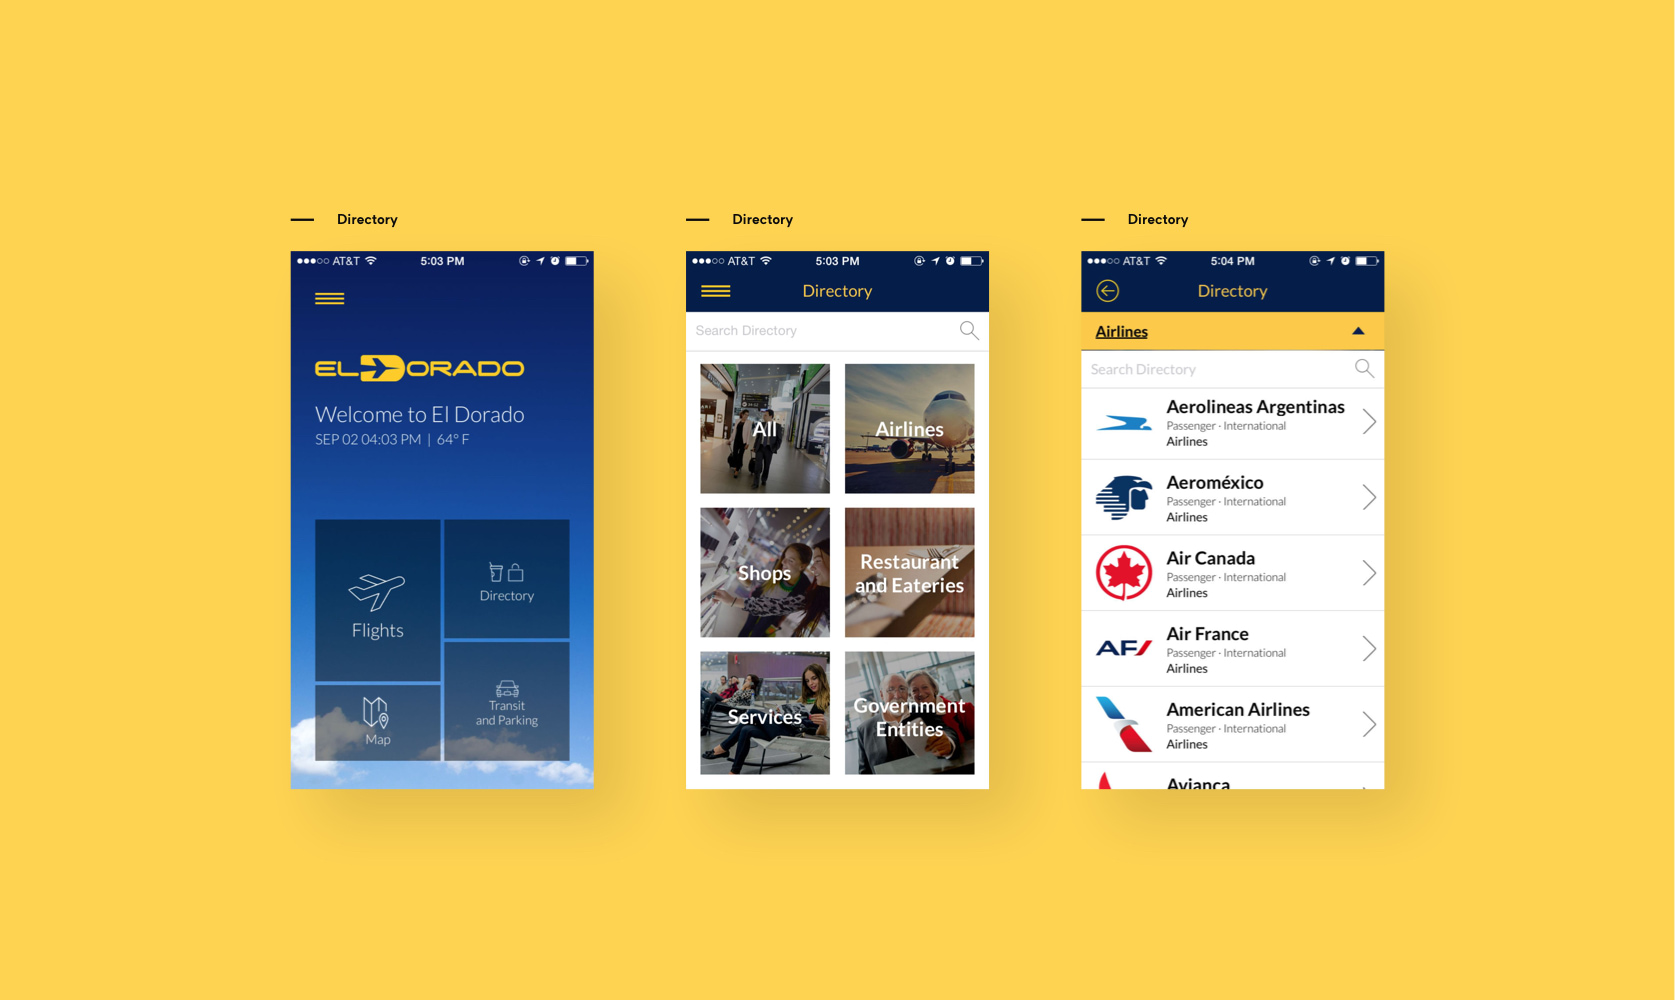 Directory
AT&T 5:03 PM
EL DORADO
Welcome to El Dorado
SEP 02 04:03 PM | 64° F
Flights
Directory
Map
Transit
and Parking
Directory
AT&T 5:03 PM
Directory
Search Directory
All
Airlines
Shops
Restaurant
and Eateries
Services
Government
Entities
Directory
AT&T 5:04 PM
Directory
Airlines
Search Directory
Aerolineas Argentinas
Passenger - International
Airlines
Aeroméxico
Passenger - International
Airlines
Air Canada
Passenger - International
Airlines
AF
Air France
Passenger - International
Airlines
American Airlines
Passenger - International
Airlines
Avianca